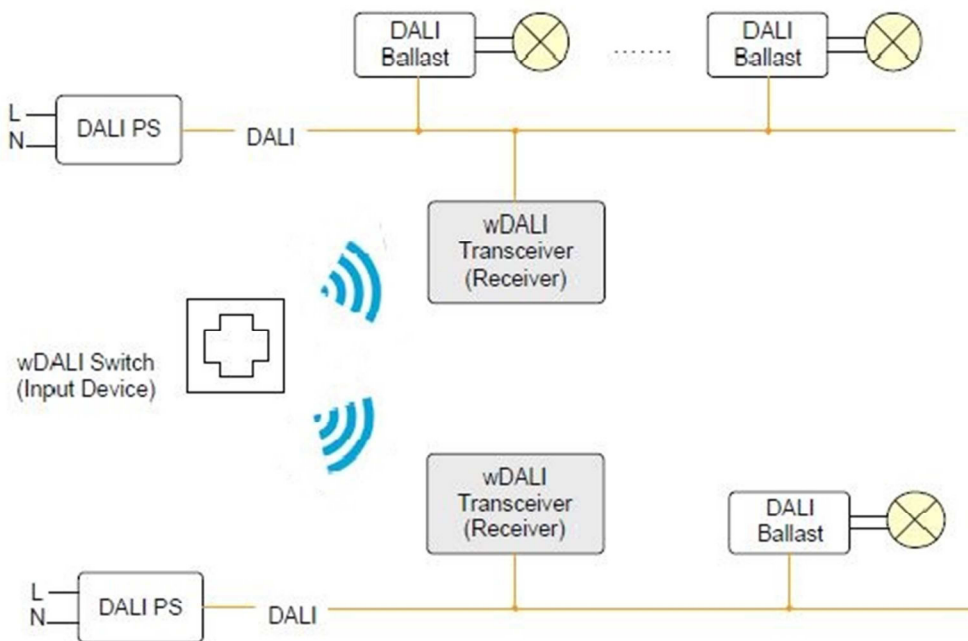 DALI
Ballast
.......
DALI
Ballast
L
N
DALI PS
DALI
wDALI
Transceiver
(Receiver)
wDALI Switch
(Input Device)
wDALI
Transceiver
(Receiver)
DALI
Ballast
L
N
DALI PS
DALI